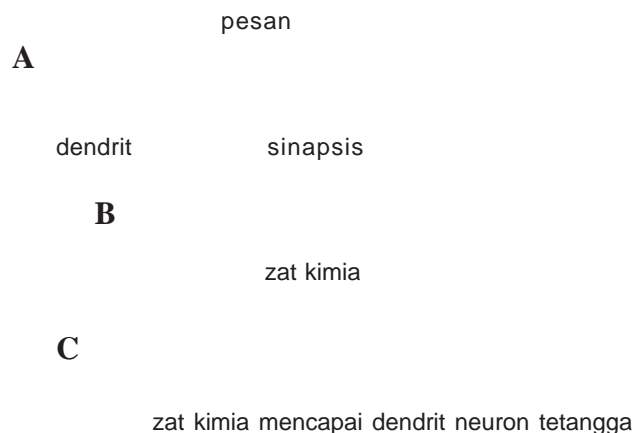 pesan
A
dendrit sinapsis
B
zat kimia
C
zat kimia mencapai dendrit neuron tetangga